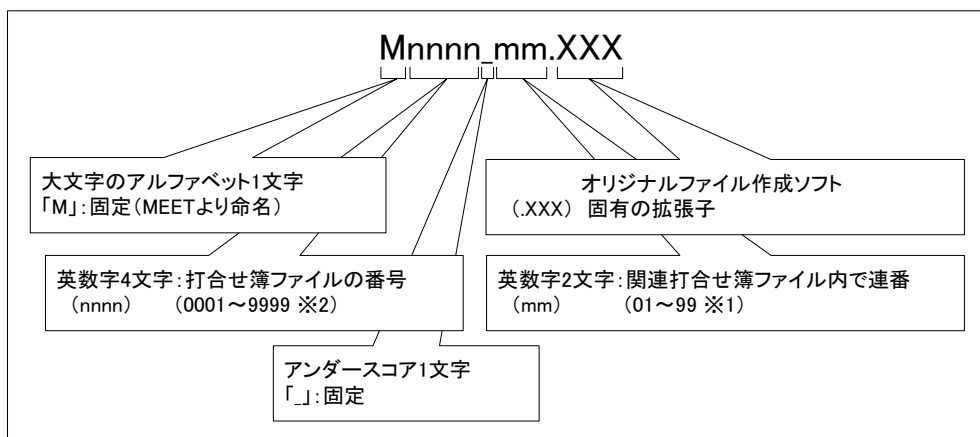 Mnnnn_mm.XXX
大文字のアルファベット1文字
「M」:固定(MEETより命名)
オリジナルファイル作成ソフト
(.XXX) 固有の拡張子
英数字4文字:打合せ簿ファイルの番号
(nnnn) (0001~9999 ※2)
英数字2文字:関連打合せ簿ファイル内で連番
(mm) (01~99 ※1)
アンダースコア1文字
「_」:固定